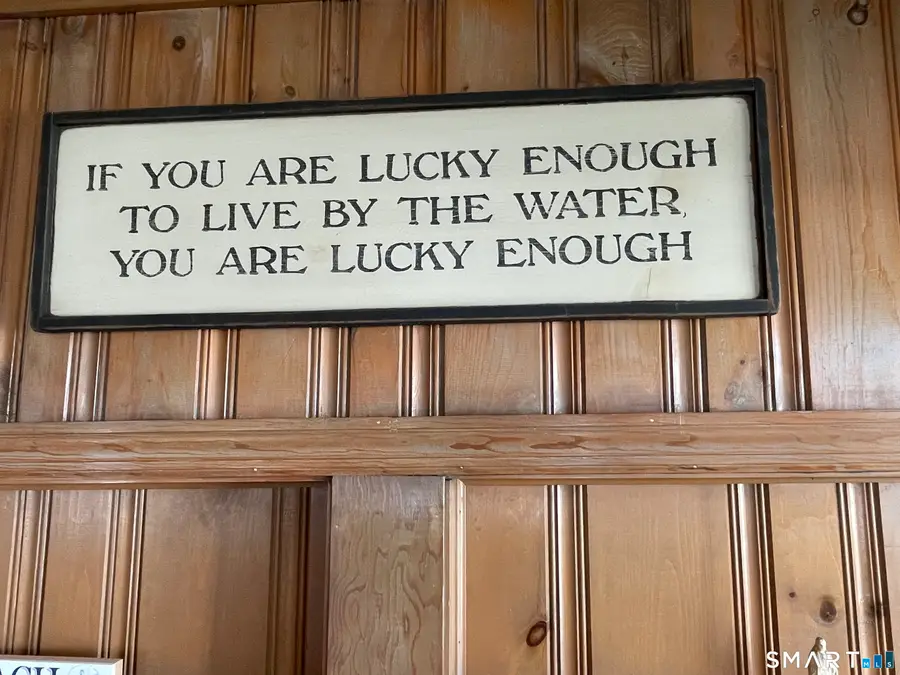 IF YOU ARE LUCKY ENOUGH
TO LIVE BY THE WATER,
YOU ARE LUCKY ENOUGH
SMART MLS